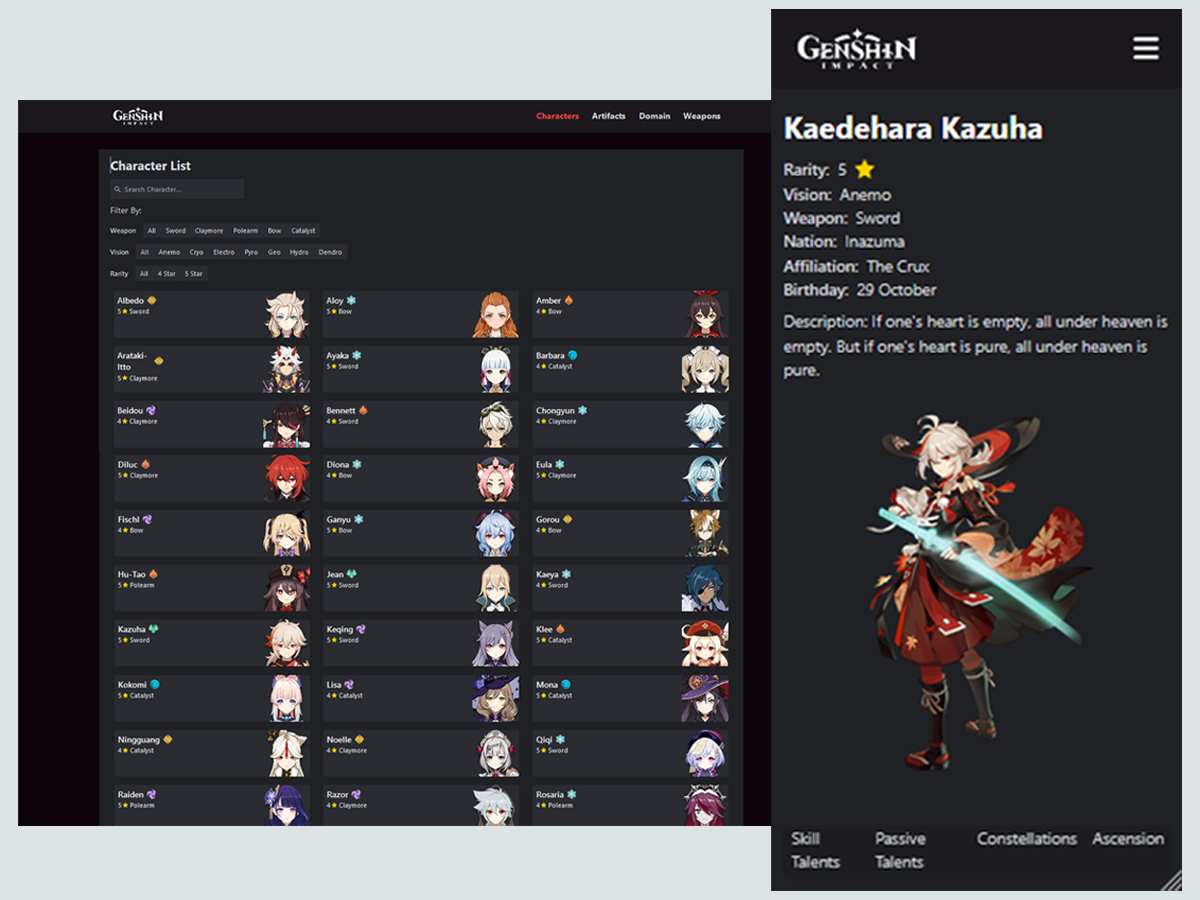 GENSHIN
IMPACT
Characters Artifacts Domain Weapons
Character List
Search Character...
Filter By:
Weapon All Sword Claymore Polearm Bow Catalyst
Vision All Anemo Cryo Electro Pyro Geo Hydro Dendro
Rarity All 4 Star 5 Star
Albedo
5 Sword
Aloy
5 Bow
Amber
4 Bow
Arataki-
Itto
5 Claymore
Ayaka
5 Sword
Barbara
4 Catalyst
Beidou
4 Claymore
Bennett
4 Sword
Chongyun
4 Claymore
Diluc
5 Claymore
Diona
4 Bow
Eula
5 Claymore
Fischl
4 Bow
Ganyu
5 Bow
Gorou
4 Bow
Hu-Tao
5 Polearm
Jean
5 Sword
Kaeya
4 Sword
Kazuha
5 Sword
Keqing
5 Sword
Klee
5 Catalyst
Kokomi
5 Catalyst
Lisa
4 Catalyst
Mona
5 Catalyst
Ningguang
4 Catalyst
Noelle
4 Claymore
Qiqi
5 Sword
Raiden
5 Polearm
Razor
4 Claymore
Rosaria
4 Polearm
GENSHIN
IMPACT
Kaedehara Kazuha
Rarity: 5
Vision: Anemo
Weapon: Sword
Nation: Inazuma
Affiliation: The Crux
Birthday: 29 October
Description: If one's heart is empty, all under heaven is
empty. But if one's heart is pure, all under heaven is
pure.
Skill
Talents
Passive
Talents
Constellations
Ascension